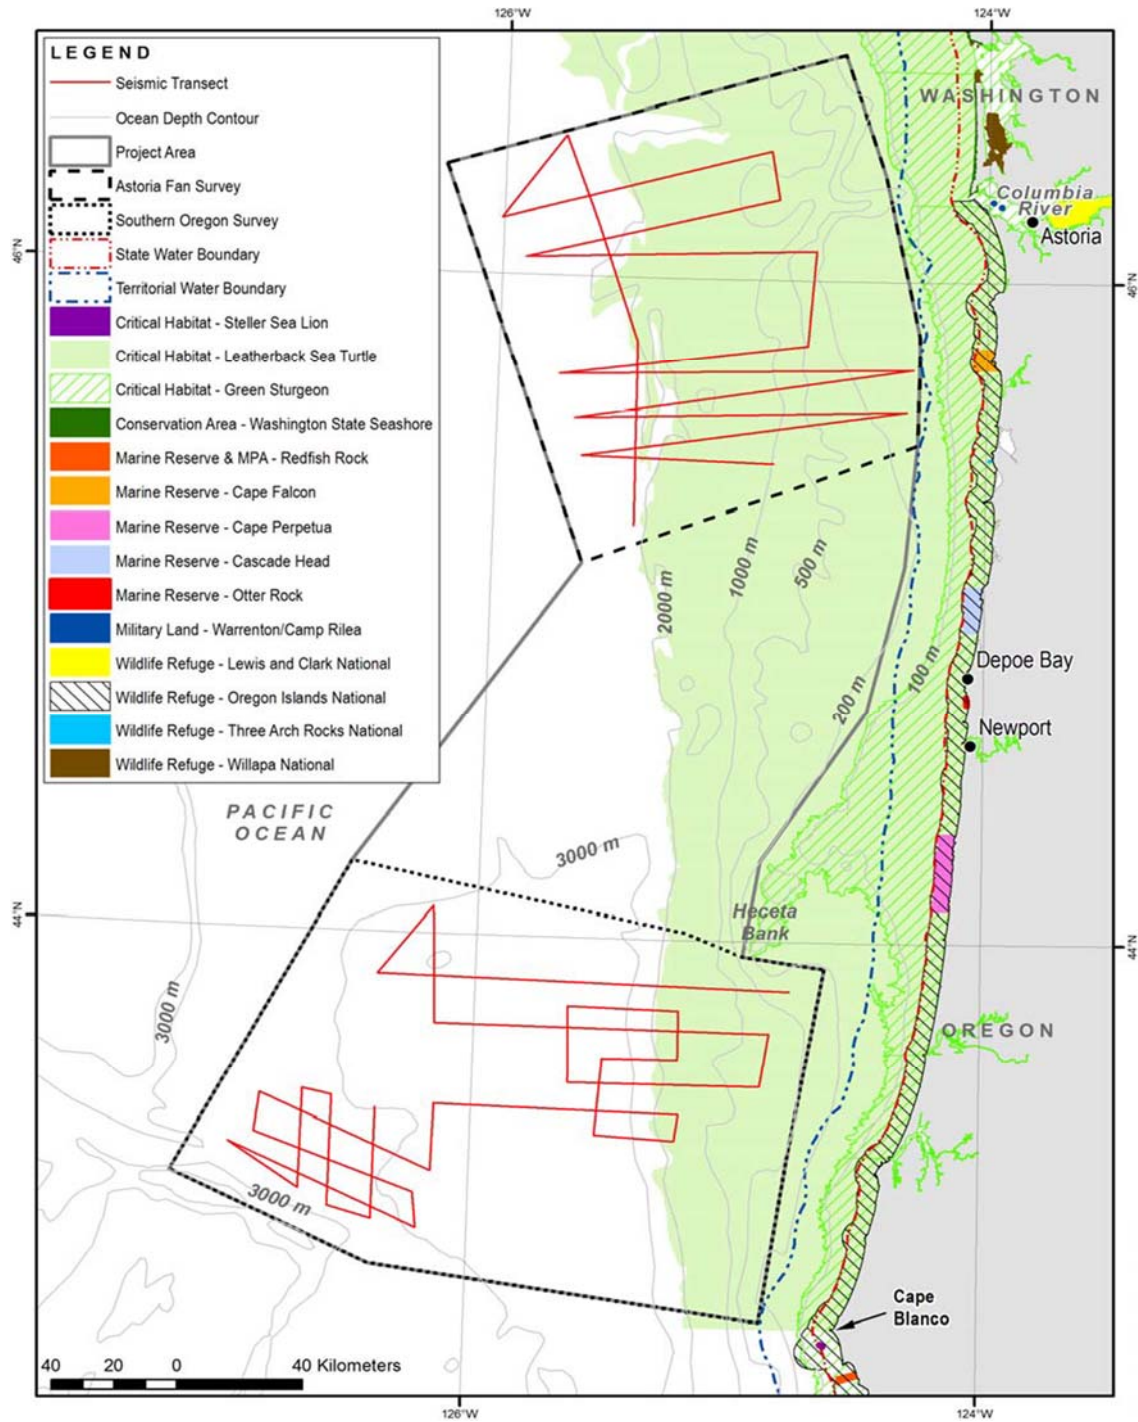 126°W
124°W
LEGEND
Seismic Transect
Ocean Depth Contour
Project Area
Astoria Fan Survey
Southern Oregon Survey
State Water Boundary
Territorial Water Boundary
Critical Habitat - Steller Sea Lion
Critical Habitat - Leatherback Sea Turtle
Critical Habitat - Green Sturgeon
Conservation Area - Washington State Seashore
Marine Reserve & MPA - Redfish Rock
Marine Reserve - Cape Falcon
Marine Reserve - Cape Perpetua
Marine Reserve - Cascade Head
Marine Reserve - Otter Rock
Military Land - Warrenton/Camp Rilea
Wildlife Refuge - Lewis and Clark National
Wildlife Refuge - Oregon Islands National
Wildlife Refuge - Three Arch Rocks National
Wildlife Refuge - Willapa National
WASHINGTON
Columbia
River
Astoria
46°N
46°N
2000 m
1000 m
500 m
200 m
100 m
Depoe Bay
Newport
PACIFIC
OCEAN
3000 m
Heceta
Bank
44°N
44°N
3000 m
OREGON
3000 m
Cape
Blanco
40 20 0 40 Kilometers
126°W
124°W